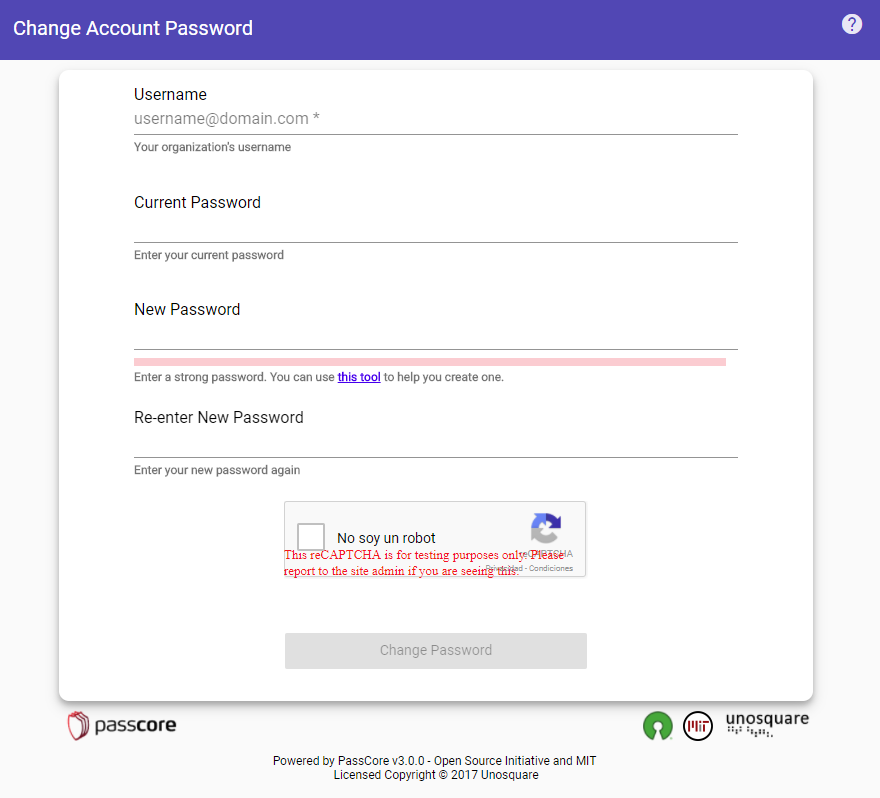 Change Account Password
?
Username
username@domain.com *
Your organization's username
Current Password
Enter your current password
New Password
Enter a strong password. You can use this tool to help you create one.
Re-enter New Password
Enter your new password again
No soy un robot
reCAPTCHA
This reCAPTCHA is for testing purposes only. Please
report to the site admin if you are seeing this.
Privacidad - Condiciones
Change Password
passcore
MIT
unosquare
Powered by PassCore v3.0.0 - Open Source Initiative and MIT
Licensed Copyright © 2017 Unosquare